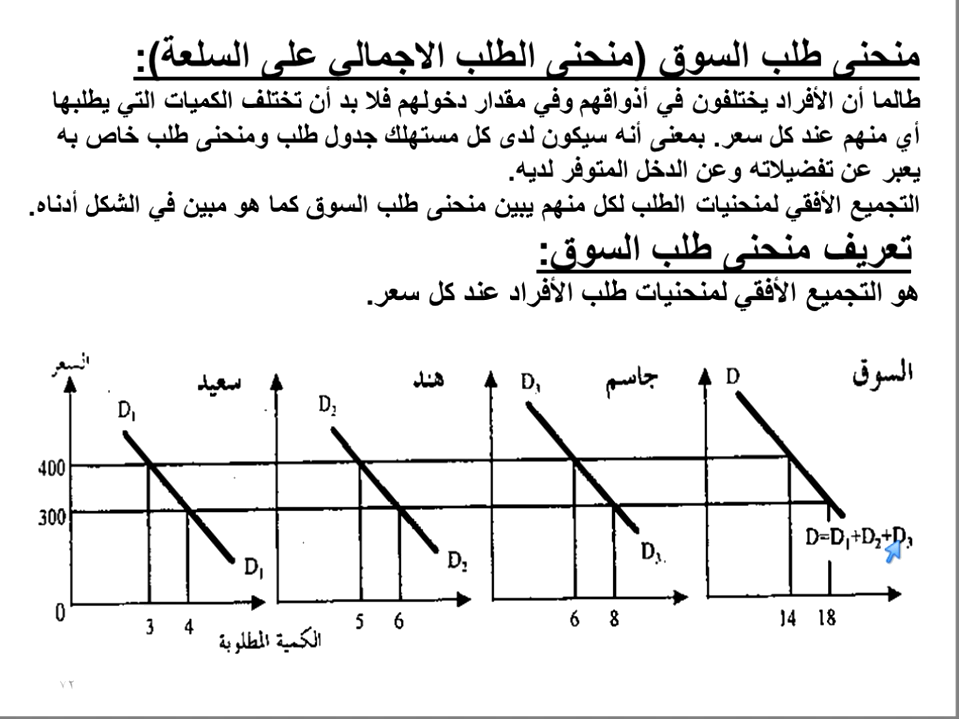 منحنى طلب السوق (منحنى الطلب الاجمالي على السلعة):
طالما أن الأفراد يختلفون في أذواقهم وفي مقدار دخولهم فلا بد أن تختلف الكميات التي يطلبها
أي منهم عند كل سعر. بمعنى أنه سيكون لدى كل مستهلك جدول طلب ومنحنى طلب خاص به
يعبر عن تفضيلاته وعن الدخل المتوفر لديه.
التجميع الأفقي لمنحنيات الطلب لكل منهم يبين منحنى طلب السوق كما هو مبين في الشكل أدناه.
تعريف منحنى طلب السوق:
هو التجميع الأفقي لمنحنيات طلب الأفراد عند كل سعر.
السعر سعيد هند جاسم السوق
D₁ D₂ D₃ D
400
300
D₁ D₂ D₃. D=D₁+D₂+D₃
0 3 4 5 6 6 8 14 18
الكمية المطلوبة
١٢